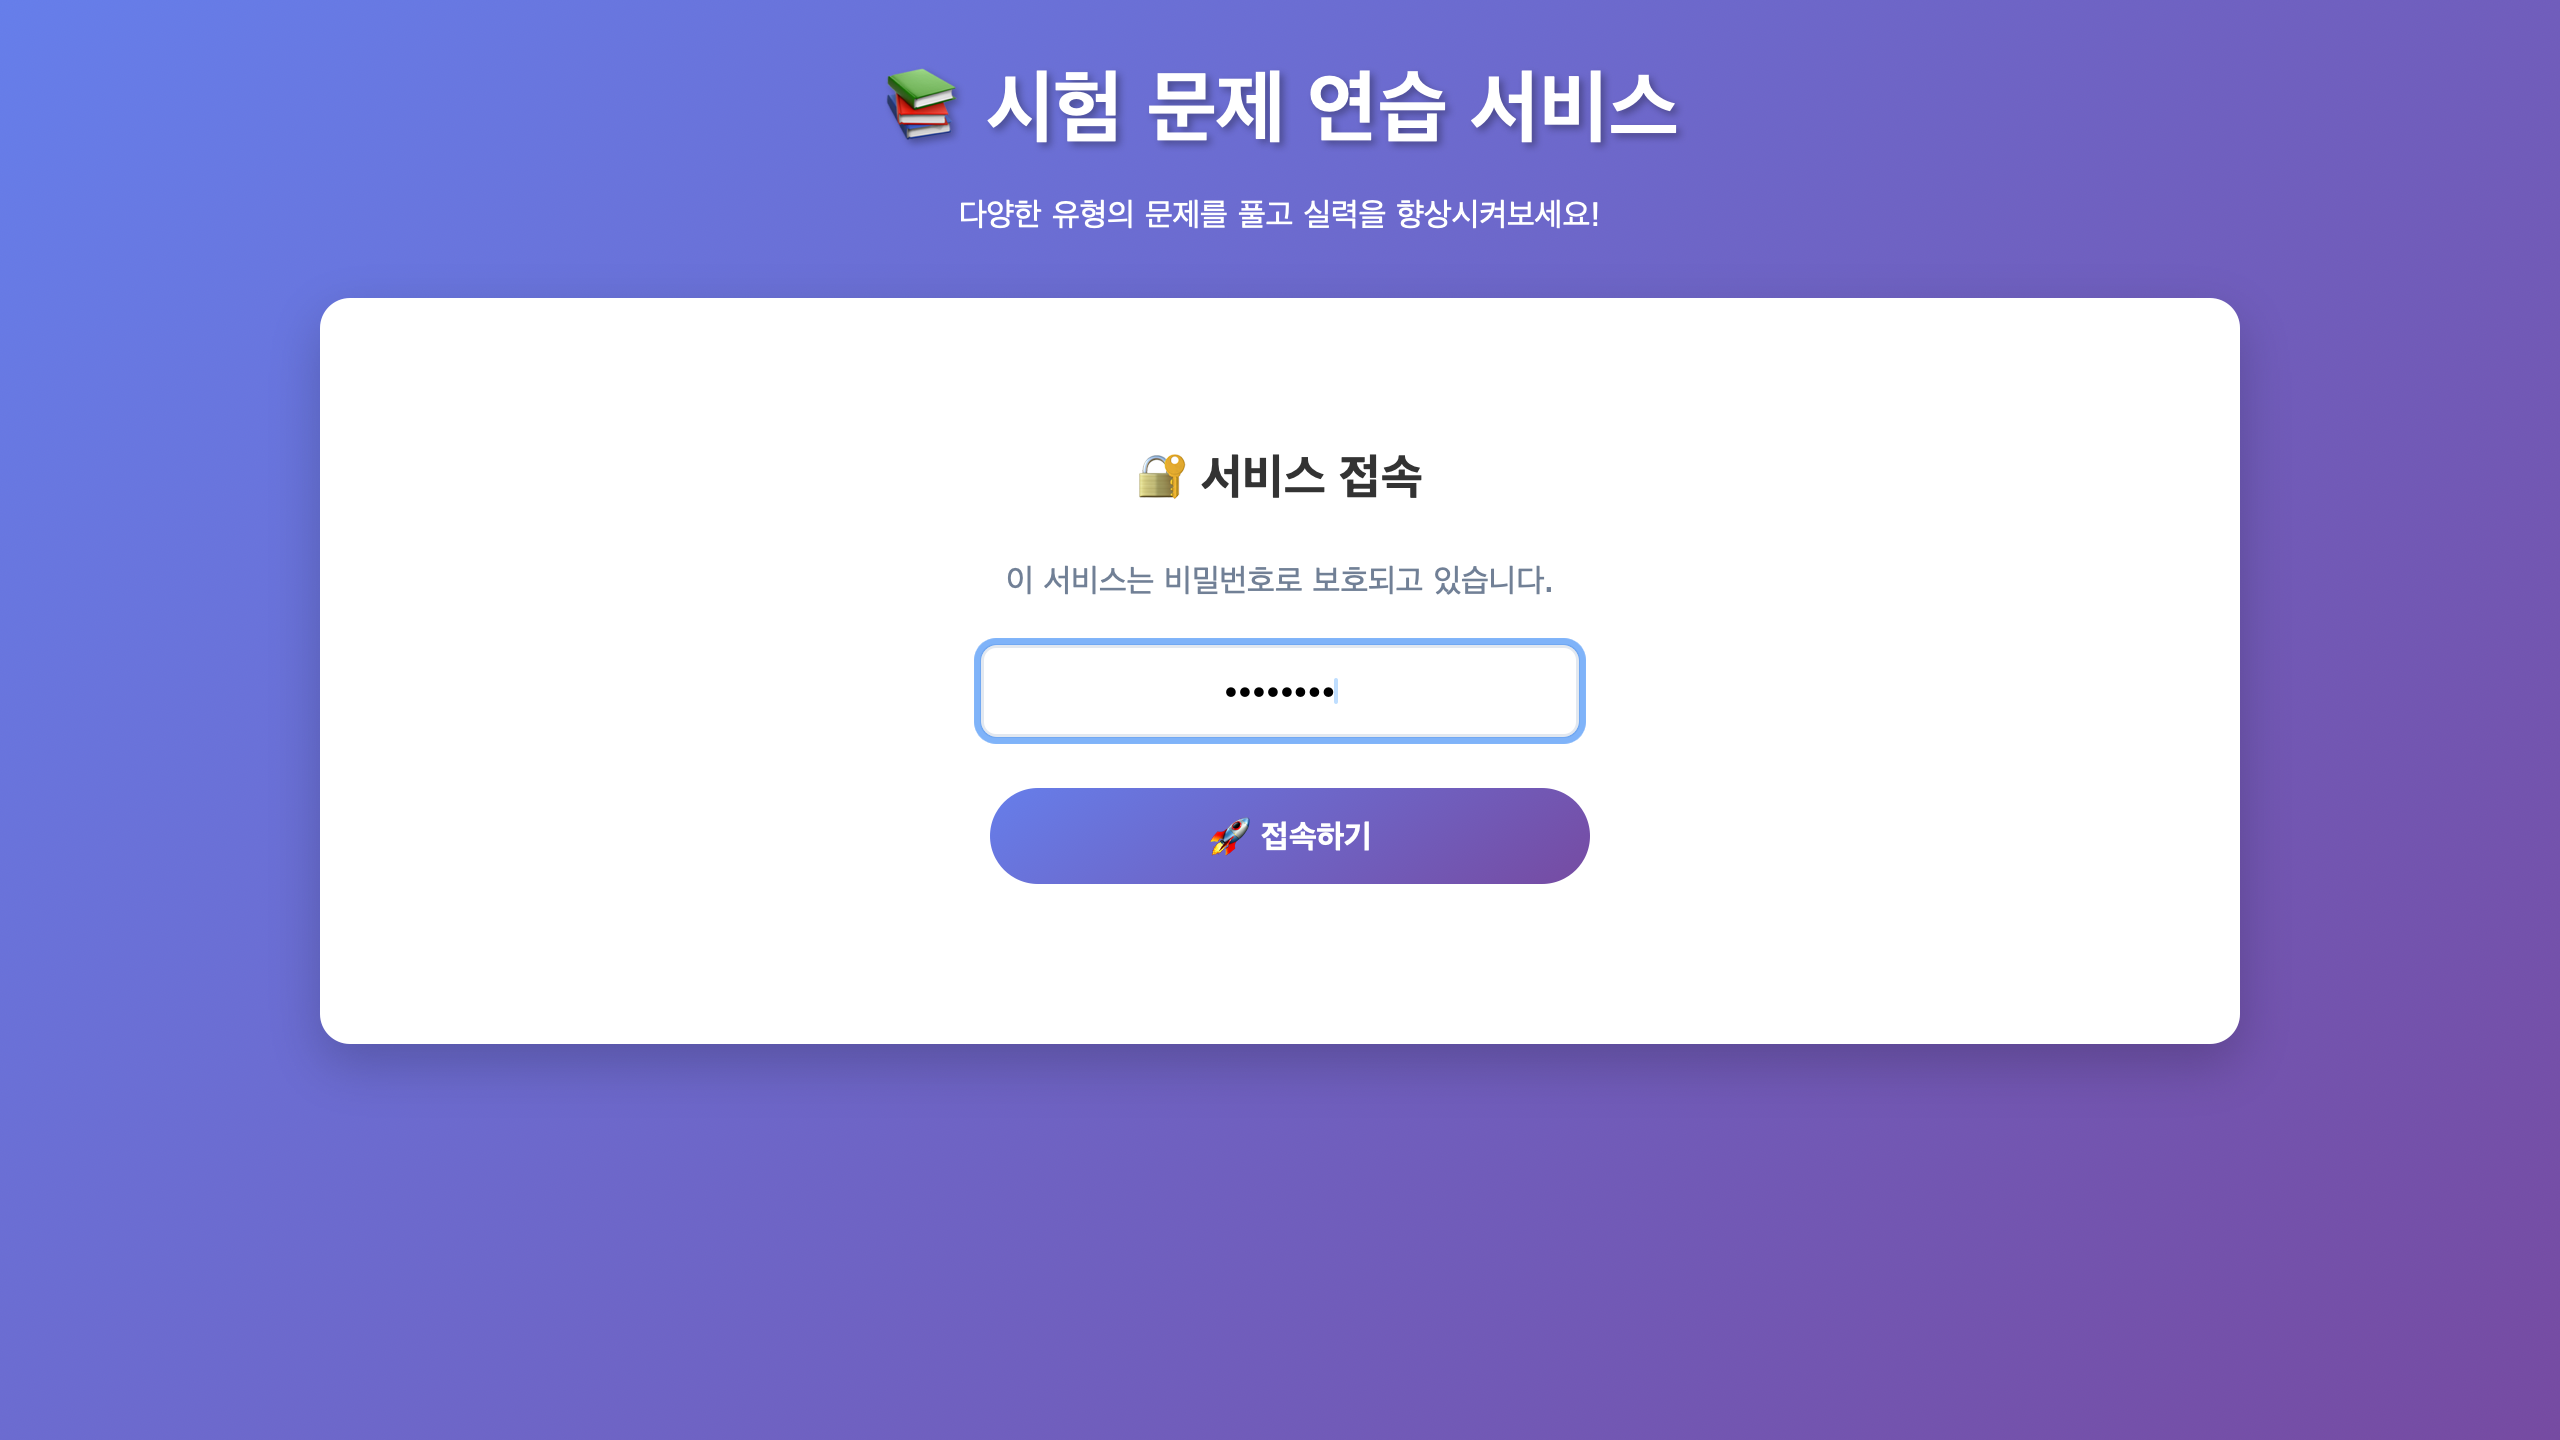 📚 시험 문제 연습 서비스
다양한 유형의 문제를 풀고 실력을 향상시켜보세요!
🔐 서비스 접속
이 서비스는 비밀번호로 보호되고 있습니다.
••••••••
🚀 접속하기